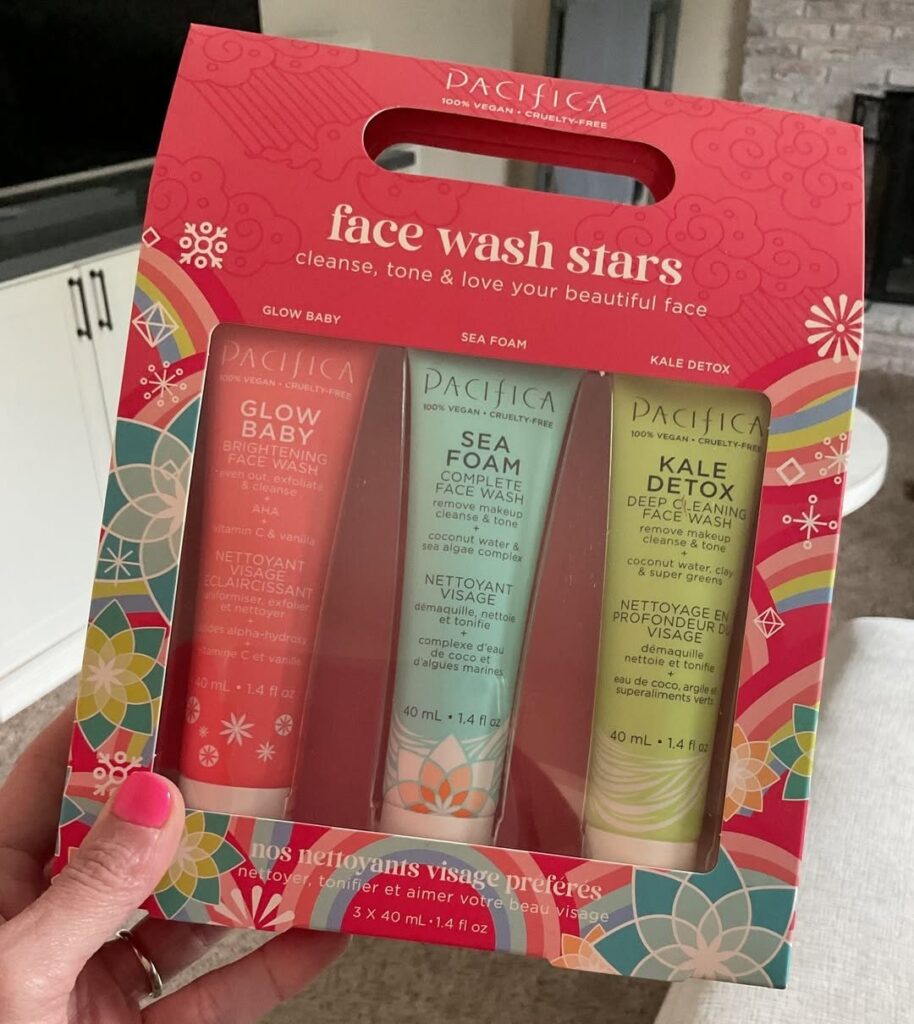 PACIFICA
100% VEGAN • CRUELTY-FREE
face wash stars
cleanse, tone & love your beautiful face
GLOW BABY
SEA FOAM
KALE DETOX
PACIFICA
100% VEGAN • CRUELTY-FREE
GLOW
BABY
BRIGHTENING
FACE WASH
even out, exfoliate
& cleanse
+
AHA
+
vitamin C & vanilla
NETTOYANT
VISAGE
ECLAIRCISSANT
uniformiser, exfolier
et nettoyer
+
acides alpha-hydroxy
vitamine C et vanille
40 mL • 1.4 fl oz
PACIFICA
100% VEGAN • CRUELTY-FREE
SEA
FOAM
COMPLETE
FACE WASH
remove makeup
cleanse & tone
+
coconut water &
sea algae complex
NETTOYANT
VISAGE
démaquille, nettoie
et tonifie
+
complexe d'eau
de coco et
d'algues marines
40 mL • 1.4 fl oz
PACIFICA
100% VEGAN • CRUELTY-FREE
KALE
DETOX
DEEP CLEANING
FACE WASH
remove makeup
cleanse & tone
+
coconut water, clay
& super greens
NETTOYAGE EN
PROFONDEUR DU
VISAGE
démaquille
nettoie et tonifie
+
eau de coco, argile et
superaliments verts
40 mL • 1.4 fl oz
nos nettoyants visage préférés
nettoyer, tonifier et aimer votre beau visage
3 X 40 mL • 1.4 fl oz